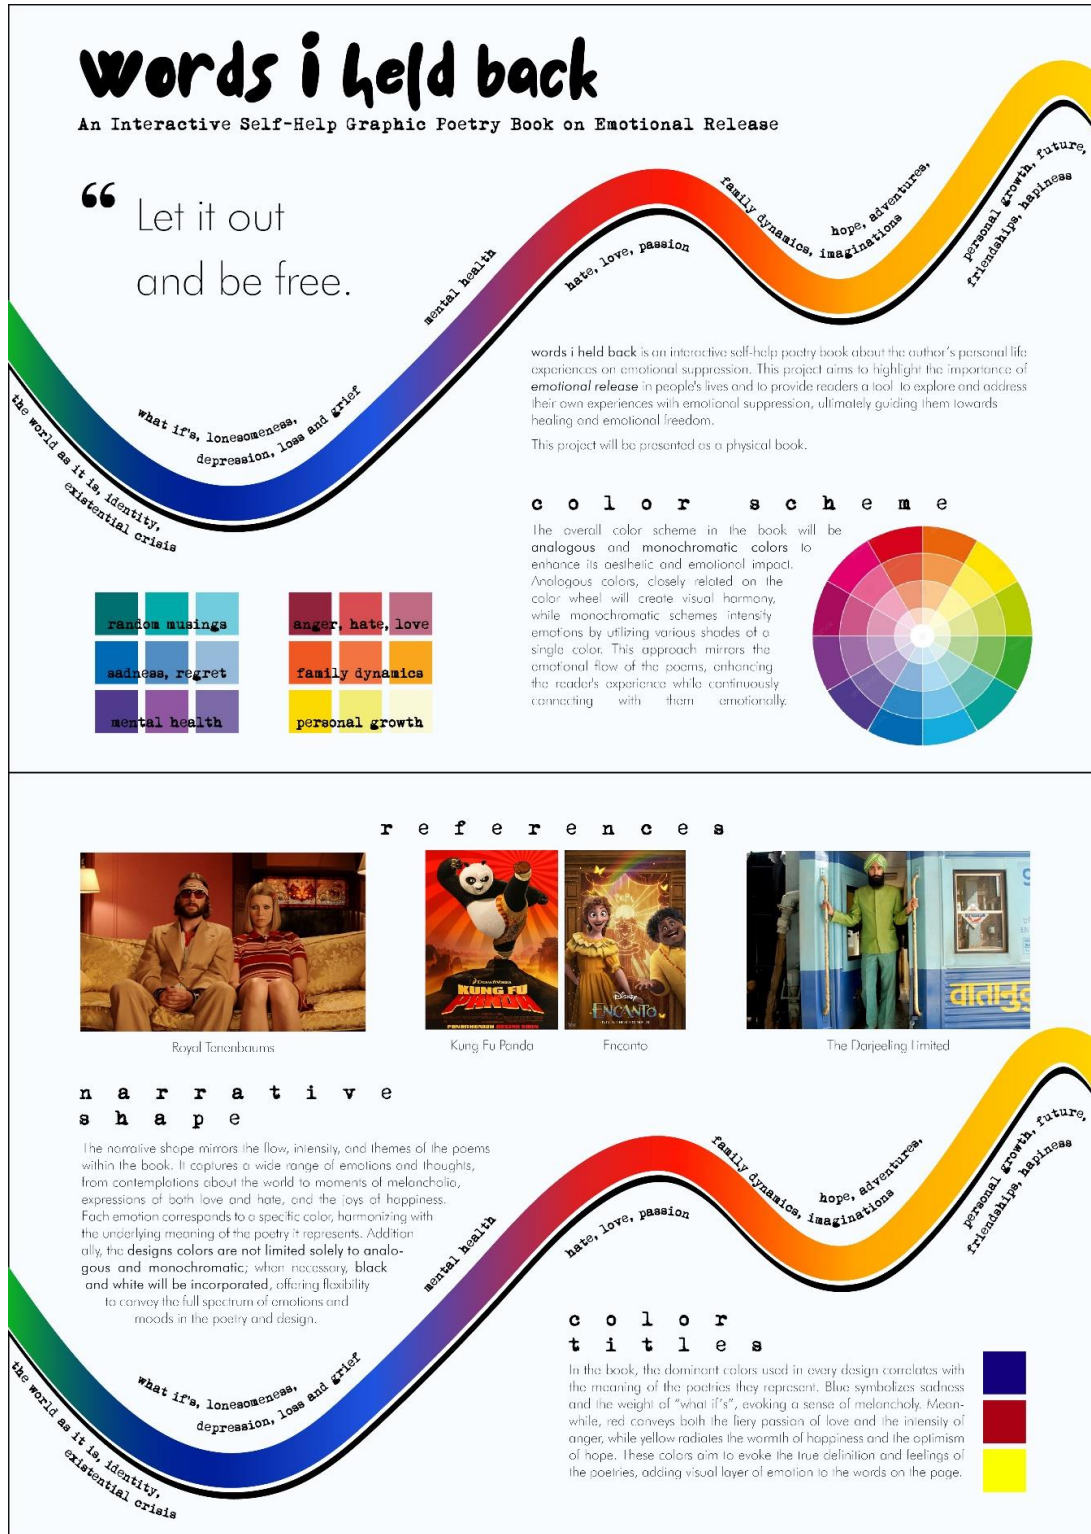 words i held back
An Interactive Self-Help Graphic Poetry Book on Emotional Release
“ Let it out
and be free.
the world as it is, identity,
existential crisis
what if's, lonesomeness,
depression, loss and grief
mental health
hate, love, passion
family dynamics, imaginations
hope, adventures,
personal growth, future,
friendships, hapiness
words i held back is an interactive self-help poetry book about the author's personal life
experiences on emotional suppression. This project aims to highlight the importance of
emotional release in people's lives and to provide readers a tool to explore and address
their own experiences with emotional suppression, ultimately guiding them towards
healing and emotional freedom.
This project will be presented as a physical book.
color scheme
The overall color scheme in the book will be
analogous and monochromatic colors to
enhance its aesthetic and emotional impact.
Analogous colors, closely related on the
color wheel will create visual harmony,
while monochromatic schemes intensity
emotions by utilizing various shades of a
single color. This approach mirrors the
emotional flow of the poems, enhancing
the reader's experience while continuously
connecting with them emotionally.
random musings
sadness, regret
mental health
anger, hate, love
family dynamics
personal growth
references
DREAMWORKS
KUNG FU
PANDA
Disney
ENCANTO
वातानु
Royal Tenenbaums
Kung Fu Panda
Encanto
The Darjeeling Limited
narrative
shape
The narrative shape mirrors the flow, intensity, and themes of the poems
within the book. It captures a wide range of emotions and thoughts,
from contemplations about the world to moments of melancholia,
expressions of both love and hate, and the joys of happiness.
Each emotion corresponds to a specific color, harmonizing with
the underlying meaning of the poetry it represents. Addition
ally, the designs colors are not limited solely to analo-
gous and monochromatic; when necessary, black
and white will be incorporated, offering flexibility
to convey the full spectrum of emotions and
moods in the poetry and design.
the world as it is, identity,
existential crisis
what if's, lonesomeness,
depression, loss and grief
mental health
hate, love, passion
family dynamics, imaginations
hope, adventures,
personal growth, future,
friendships, hapiness
color
titles
In the book, the dominant colors used in every design correlates with
the meaning of the poetries they represent. Blue symbolizes sadness
and the weight of "what if's", evoking a sense of melancholy. Mean-
while, red conveys both the fiery passion of love and the intensity of
anger, while yellow radiates the warmth of happiness and the optimism
of hope. These colors aim to evoke the true definition and feelings of
the poetries, adding visual layer of emotion to the words on the page.